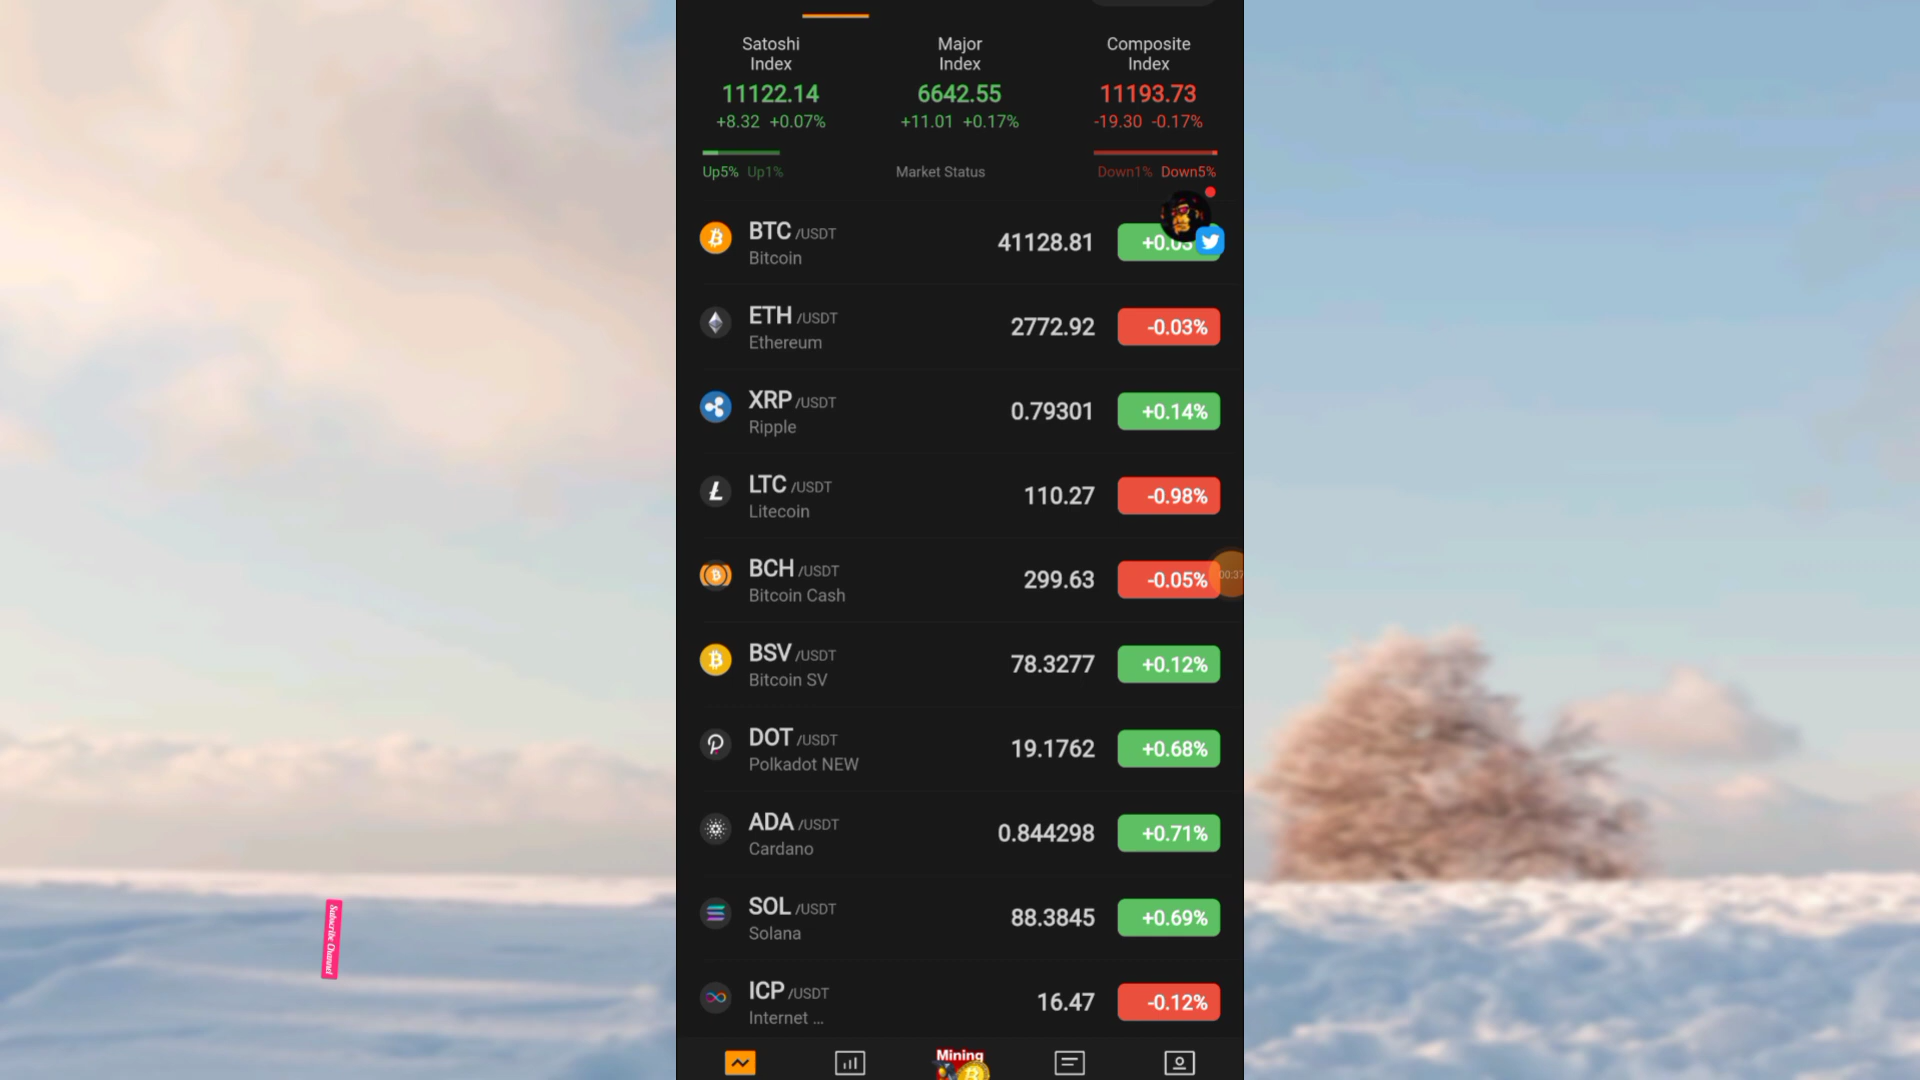 Satoshi Index
Major Index
Composite Index
11122.14
6642.55
11193.73
+8.32 +0.07%
+11.01 +0.17%
-19.30 -0.17%
Up5% Up1%
Market Status
Down1% Down5%
BTC /USDT
41128.81
Bitcoin
ETH /USDT
2772.92
-0.03%
Ethereum
XRP /USDT
0.79301
+0.14%
Ripple
LTC /USDT
110.27
-0.98%
Litecoin
BCH /USDT
299.63
-0.05%
Bitcoin Cash
BSV /USDT
78.3277
+0.12%
Bitcoin SV
DOT /USDT
19.1762
+0.68%
Polkadot NEW
ADA /USDT
0.844298
+0.71%
Cardano
SOL /USDT
88.3845
+0.69%
Solana
ICP /USDT
16.47
-0.12%
Internet ...
Mining
Subscribe Channel